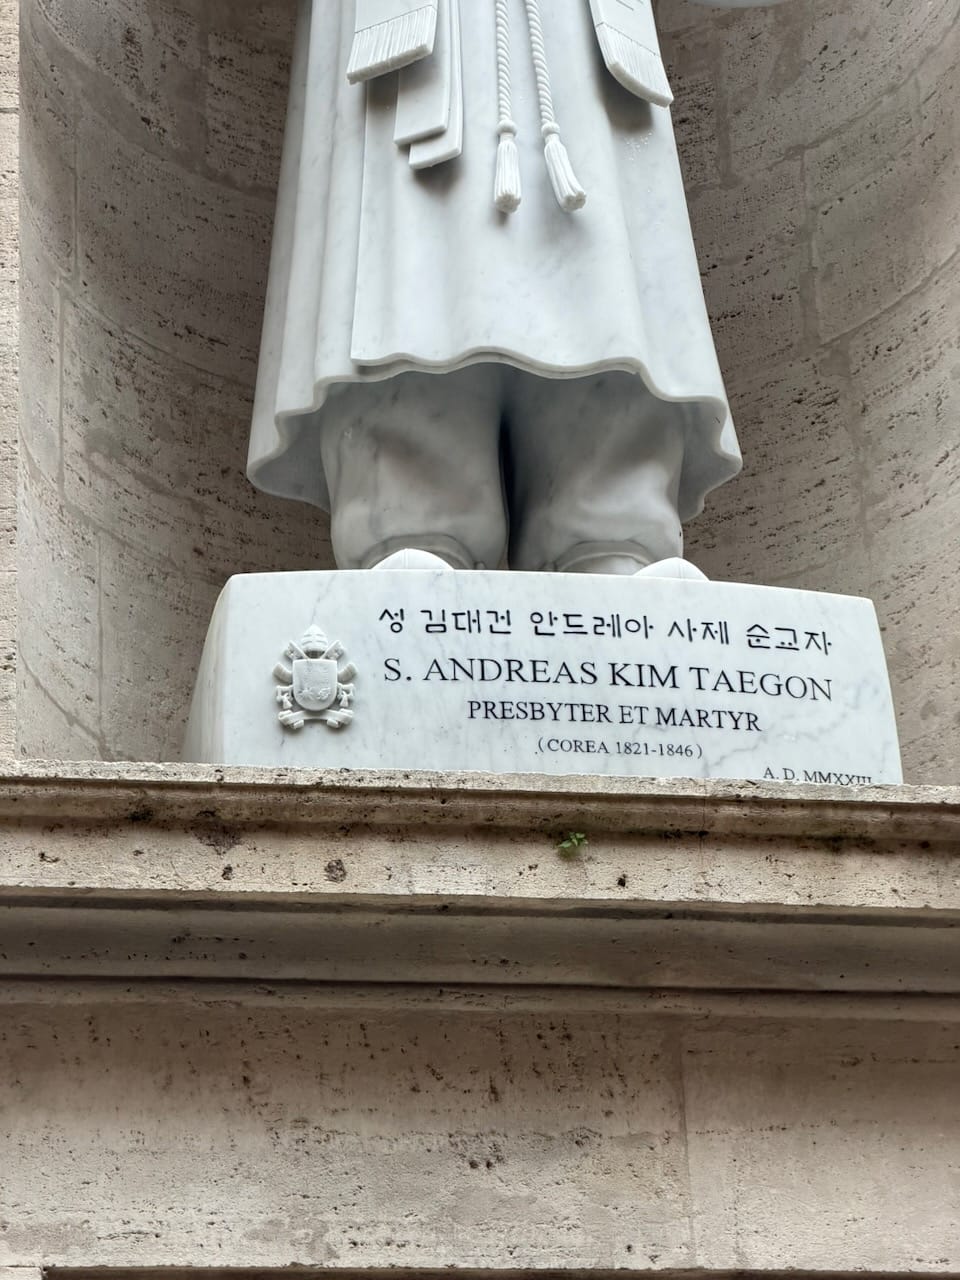 성 김대건 안드레아 사제 순교자
S. ANDREAS KIM TAEGON
PRESBYTER ET MARTYR
(COREA 1821-1846)
A. D. MMXXIII